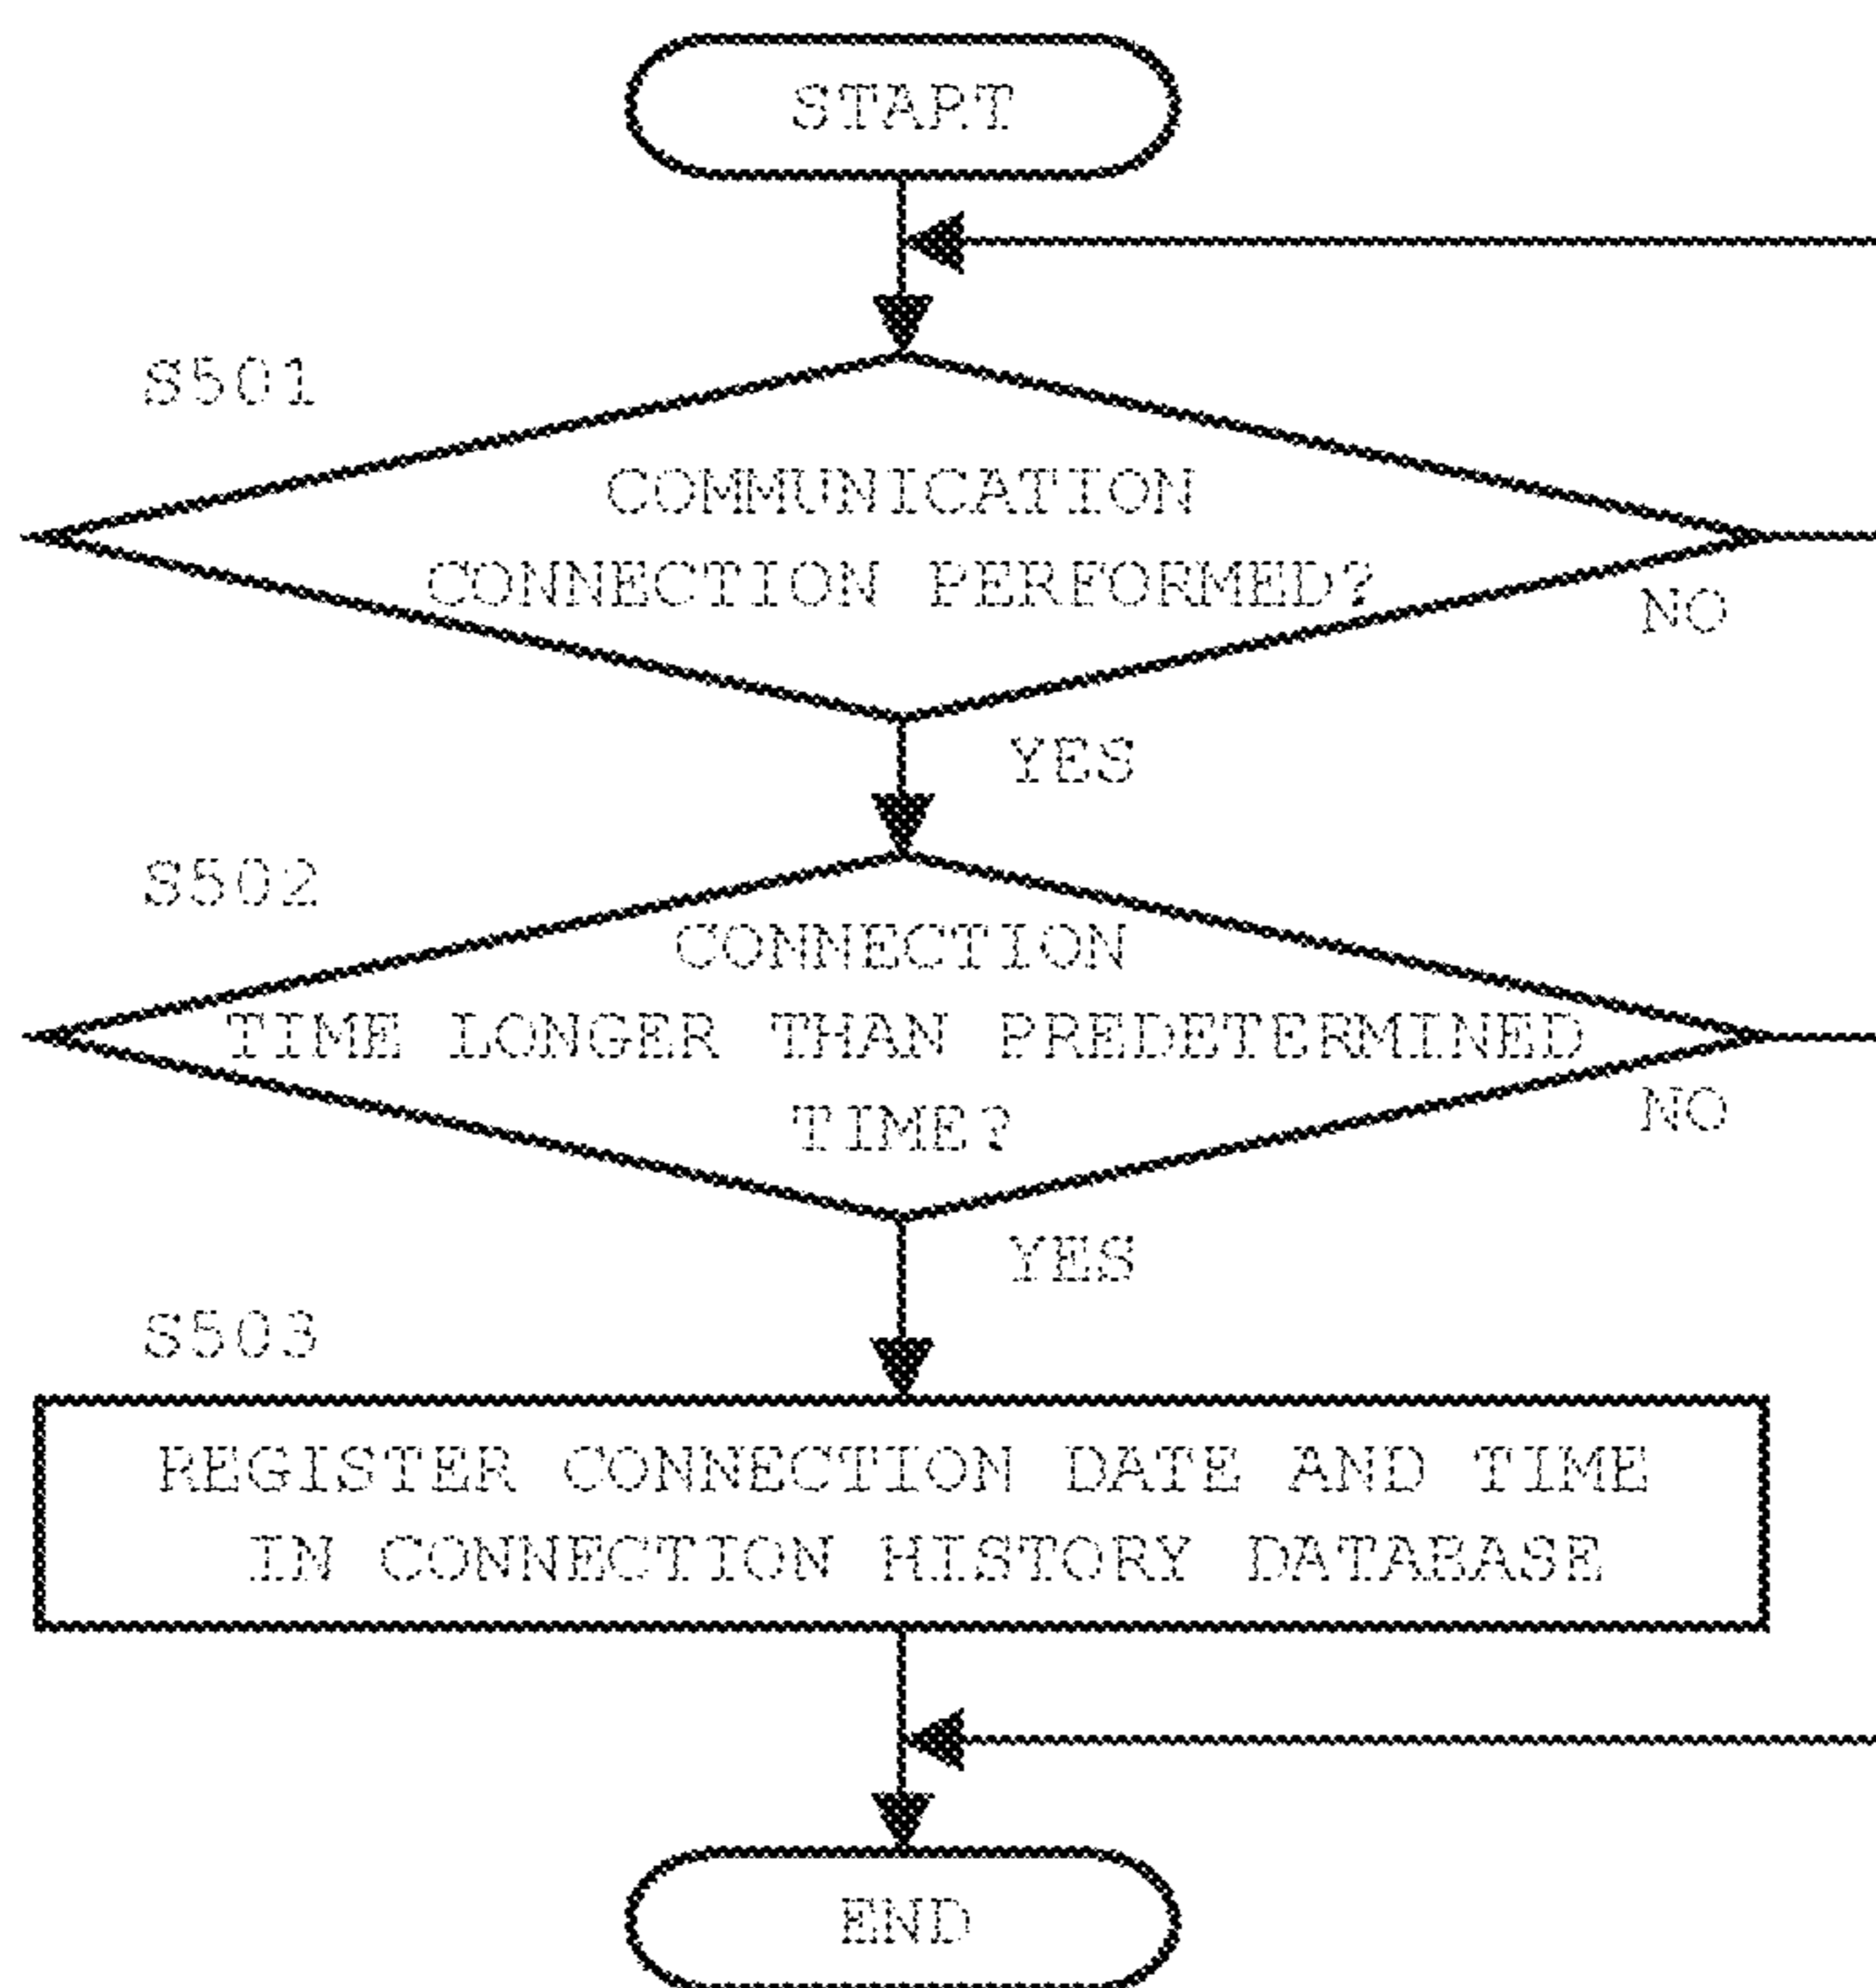 START
S501
COMMUNICATION
CONNECTION PERFORMED?
NO
YES
S502
CONNECTION
TIME LONGER THAN PREDETERMINED
TIME?
NO
YES
S503
REGISTER CONNECTION DATE AND TIME
IN CONNECTION HISTORY DATABASE
END